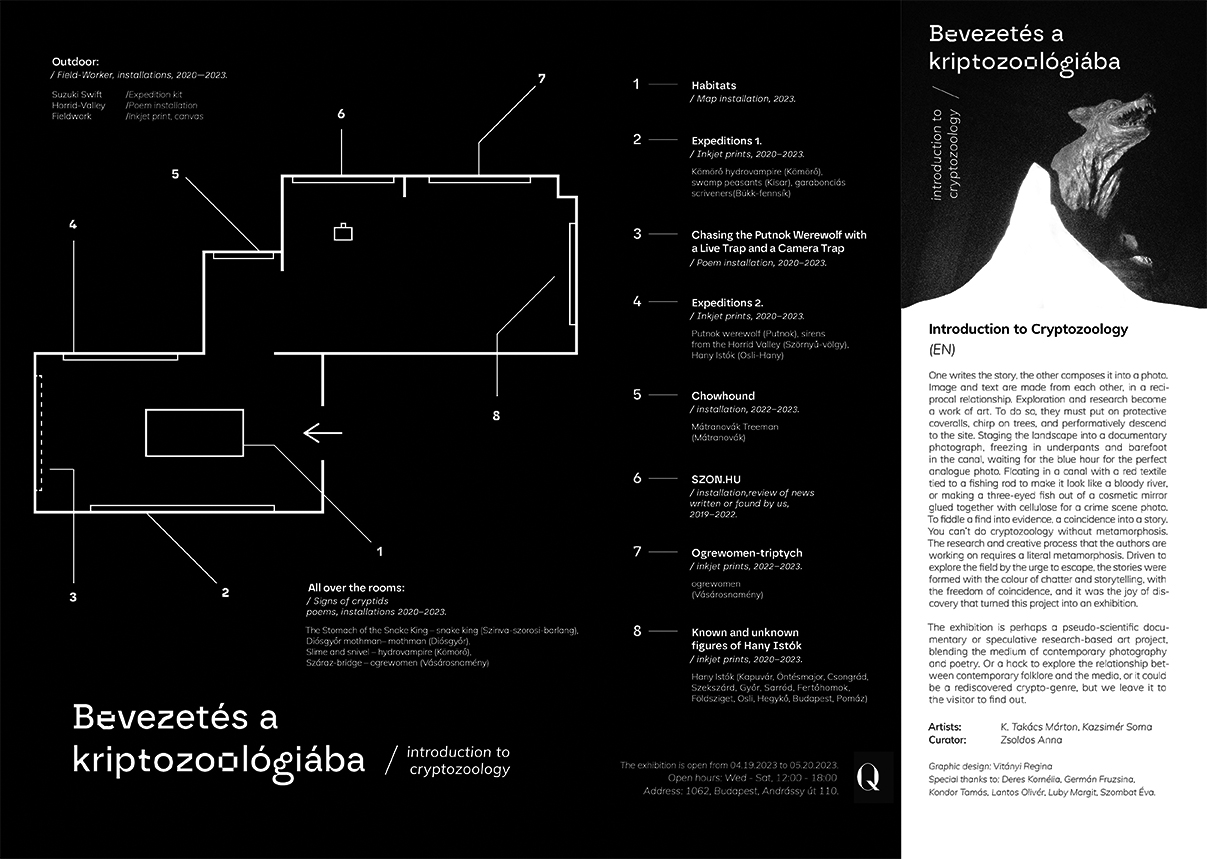 Outdoor:
/ Field-Worker, installations, 2020—2023.
Suzuki Swift /Expedition kit
Horrid-Valley /Poem installation
Fieldwork /Inkjet print, canvas
7
6
5
4
8
1
2
3
All over the rooms:
/ Signs of cryptids
poems, installations 2020–2023.
The Stomach of the Snake King – snake king (Szinva-szorosi-barlang),
Diósgyőr mothman– mothman (Diósgyőr),
Slime and snivel – hydrovampire (Kömörő),
Száraz-bridge – ogrewomen (Vásárosnamény)
Bevezetés a
kriptozoológiába / introduction to
cryptozoology
1 Habitats
/ Map installation, 2023.
2 Expeditions 1.
/ Inkjet prints, 2020–2023.
Kömörő hydrovampire (Kömörő),
swamp peasants (Kisar), garabonciás
scriveners(Bükk-fennsík)
3 Chasing the Putnok Werewolf with
a Live Trap and a Camera Trap
/ Poem installation, 2020–2023.
4 Expeditions 2.
/ Inkjet prints, 2020–2023.
Putnok werewolf (Putnok), sirens
from the Horrid Valley (Szörnyű-völgy),
Hany Istók (Osli-Hany)
5 Chowhound
/ installation, 2022–2023.
Mátranovák Treeman
(Mátranovák)
6 SZON.HU
/ installation,review of news
written or found by us,
2019–2022.
7 Ogrewomen-triptych
/ inkjet prints, 2022–2023.
ogrewomen
(Vásárosnamény)
8 Known and unknown
figures of Hany Istók
/ inkjet prints, 2020–2023.
Hany Istók (Kapuvár, Öntésmajor, Csongrád,
Szekszárd, Győr, Sarród, Fertőhomok,
Földsziget, Osli, Hegykő, Budapest, Pomáz)
The exhibition is open from 04.19.2023 to 05.20.2023.
Open hours: Wed - Sat, 12:00 - 18:00
Address: 1062, Budapest, Andrássy út 110.
Q
Bevezetés a
kriptozoológiába
/ introduction to
cryptozoology
Introduction to Cryptozoology
(EN)
One writes the story, the other composes it into a photo.
Image and text are made from each other, in a reci-
procal relationship. Exploration and research become
a work of art. To do so, they must put on protective
coveralls, chirp on trees, and performatively descend
to the site. Staging the landscape into a documentary
photograph, freezing in underpants and barefoot
in the canal, waiting for the blue hour for the perfect
analogue photo. Floating in a canal with a red textile
tied to a fishing rod to make it look like a bloody river,
or making a three-eyed fish out of a cosmetic mirror
glued together with cellulose for a crime scene photo.
To fiddle a find into evidence, a coincidence into a story.
You can't do cryptozoology without metamorphosis.
The research and creative process that the authors are
working on requires a literal metamorphosis. Driven to
explore the field by the urge to escape, the stories were
formed with the colour of chatter and storytelling, with
the freedom of coincidence, and it was the joy of dis-
covery that turned this project into an exhibition.
The exhibition is perhaps a pseudo-scientific docu-
mentary or speculative research-based art project,
blending the medium of contemporary photography
and poetry. Or a hack to explore the relationship bet-
ween contemporary folklore and the media, or it could
be a rediscovered crypto-genre, but we leave it to
the visitor to find out.
Artists: K. Takács Márton, Kazsimér Soma
Curator: Zsoldos Anna
Graphic design: Vitányi Regina
Special thanks to: Deres Kornélia, Germán Fruzsina,
Kondor Tamás, Lantos Olivér, Luby Margit, Szombat Éva.